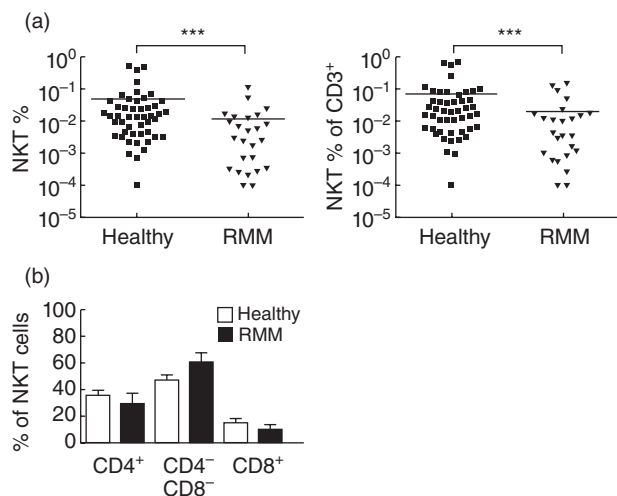 (a)
***
NKT %
10⁰
10⁻¹
10⁻²
10⁻³
10⁻⁴
10⁻⁵
Healthy RMM
***
NKT % of CD3⁺
10⁰
10⁻¹
10⁻²
10⁻³
10⁻⁴
10⁻⁵
Healthy RMM
(b)
% of NKT cells
100
80
60
40
20
0
Healthy
RMM
CD4⁺ CD4⁻ CD8⁺
CD8⁻